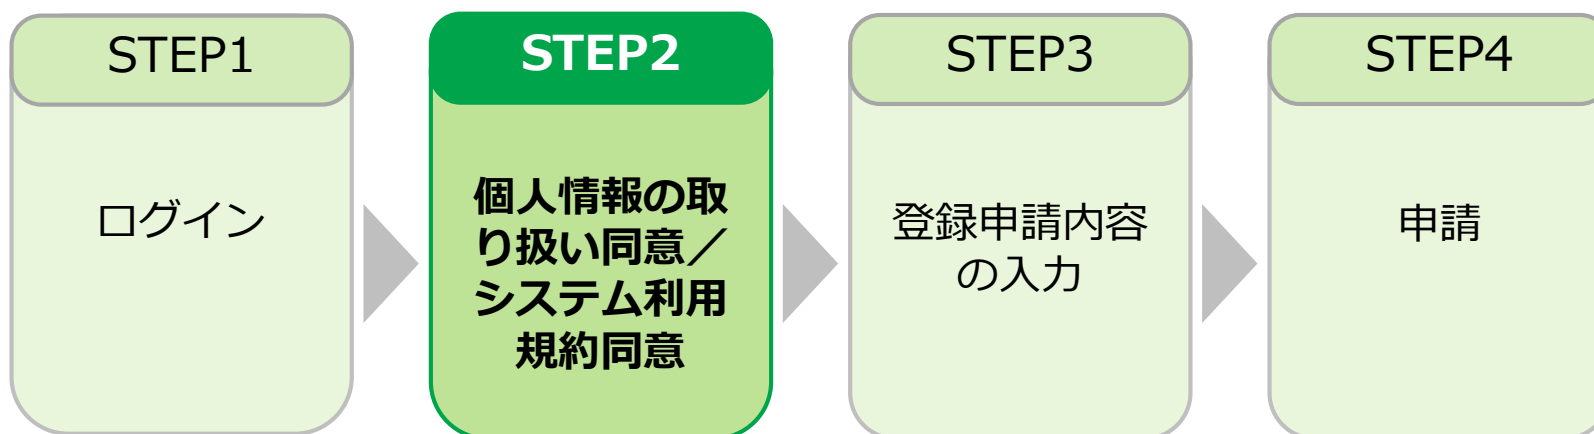 STEP1
ログイン
STEP2
個人情報の取
り扱い同意／
システム利用
規約同意
STEP3
登録申請内容
の入力
STEP4
申請